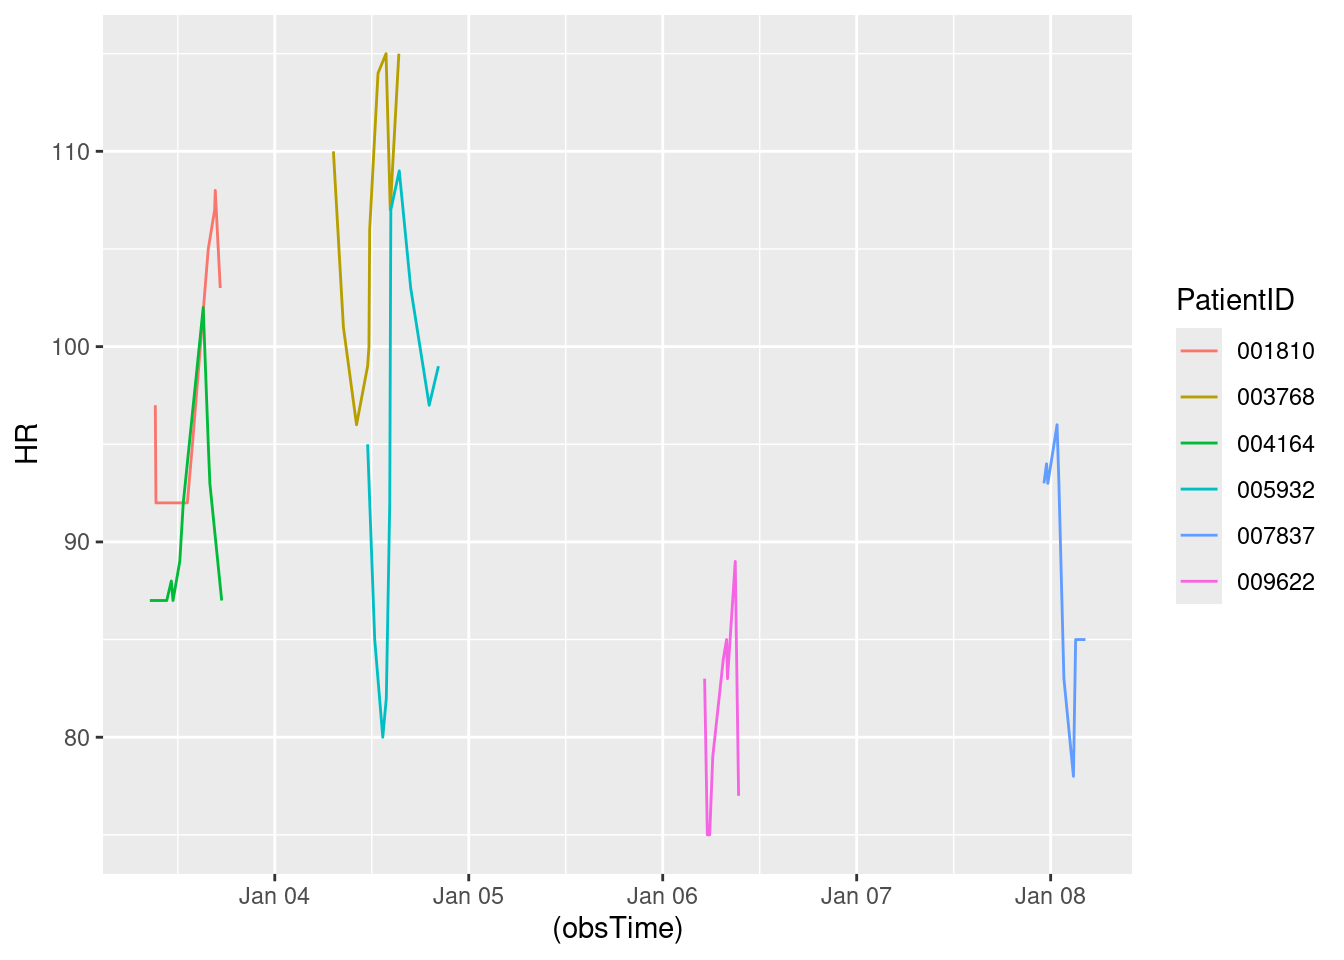 110
100
90
80
HR
Jan 04
Jan 05
Jan 06
Jan 07
Jan 08
(obsTime)
PatientID
001810
003768
004164
005932
007837
009622